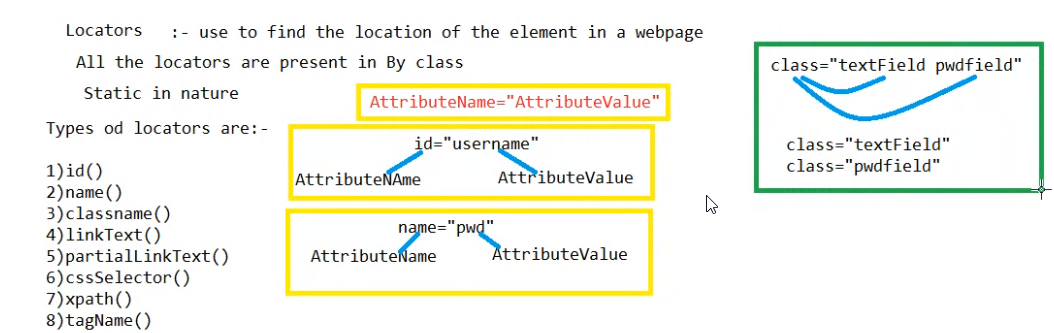 Locators :- use to find the location of the element in a webpage
All the locators are present in By class
Static in nature
AttributeName="AttributeValue"
Types od locators are:-
1)id()
2)name()
3)classname()
4)linkText()
5)partialLinkText()
6)cssSelector()
7)xpath()
8)tagName()
id="username"
AttributeNAme AttributeValue
name="pwd"
AttributeName AttributeValue
class="textField pwdfield"
class="textField"
class="pwdfield"